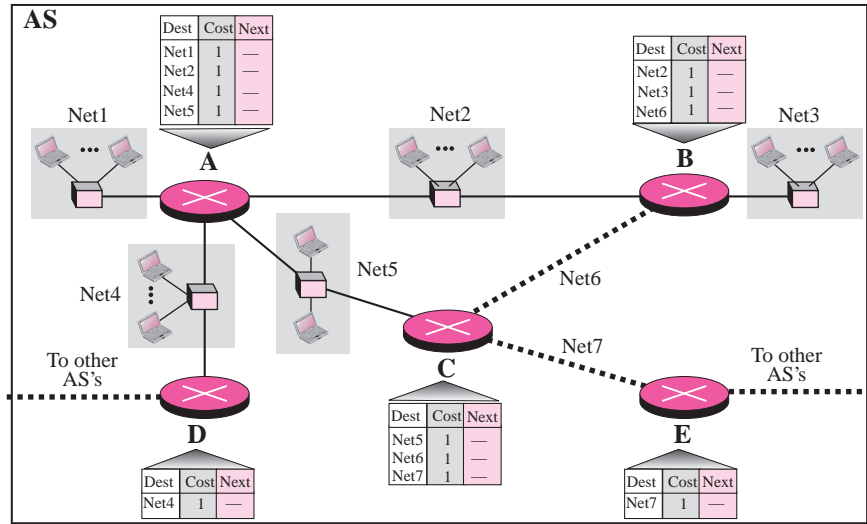 AS
Dest Cost Next
Net1 1 —
Net2 1 —
Net4 1 —
Net5 1 —
Dest Cost Next
Net2 1 —
Net3 1 —
Net6 1 —
Net1
Net2
Net3
A
B
Net4
Net5
Net6
Net7
To other
AS's
To other
AS's
C
D
E
Dest Cost Next
Net5 1 —
Net6 1 —
Net7 1 —
Dest Cost Next
Net4 1 —
Dest Cost Next
Net7 1 —